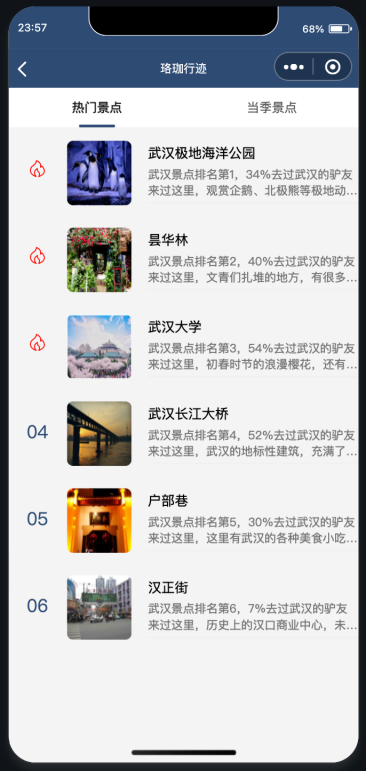 23:57
68%
珞珈行迹
热门景点
当季景点
武汉极地海洋公园
武汉景点排名第1，34%去过武汉的驴友
来过这里，观赏企鹅、北极熊等极地动...
昙华林
武汉景点排名第2，40%去过武汉的驴友
来过这里，文青们扎堆的地方，有很多...
武汉大学
武汉景点排名第3，54%去过武汉的驴友
来过这里，初春时节的浪漫樱花，还有...
04
武汉长江大桥
武汉景点排名第4，52%去过武汉的驴友
来过这里，武汉的地标性建筑，充满了...
05
户部巷
武汉景点排名第5，30%去过武汉的驴友
来过这里，这里有武汉的各种美食小吃...
06
汉正街
武汉景点排名第6，7%去过武汉的驴友
来过这里，历史上的汉口商业中心，未...